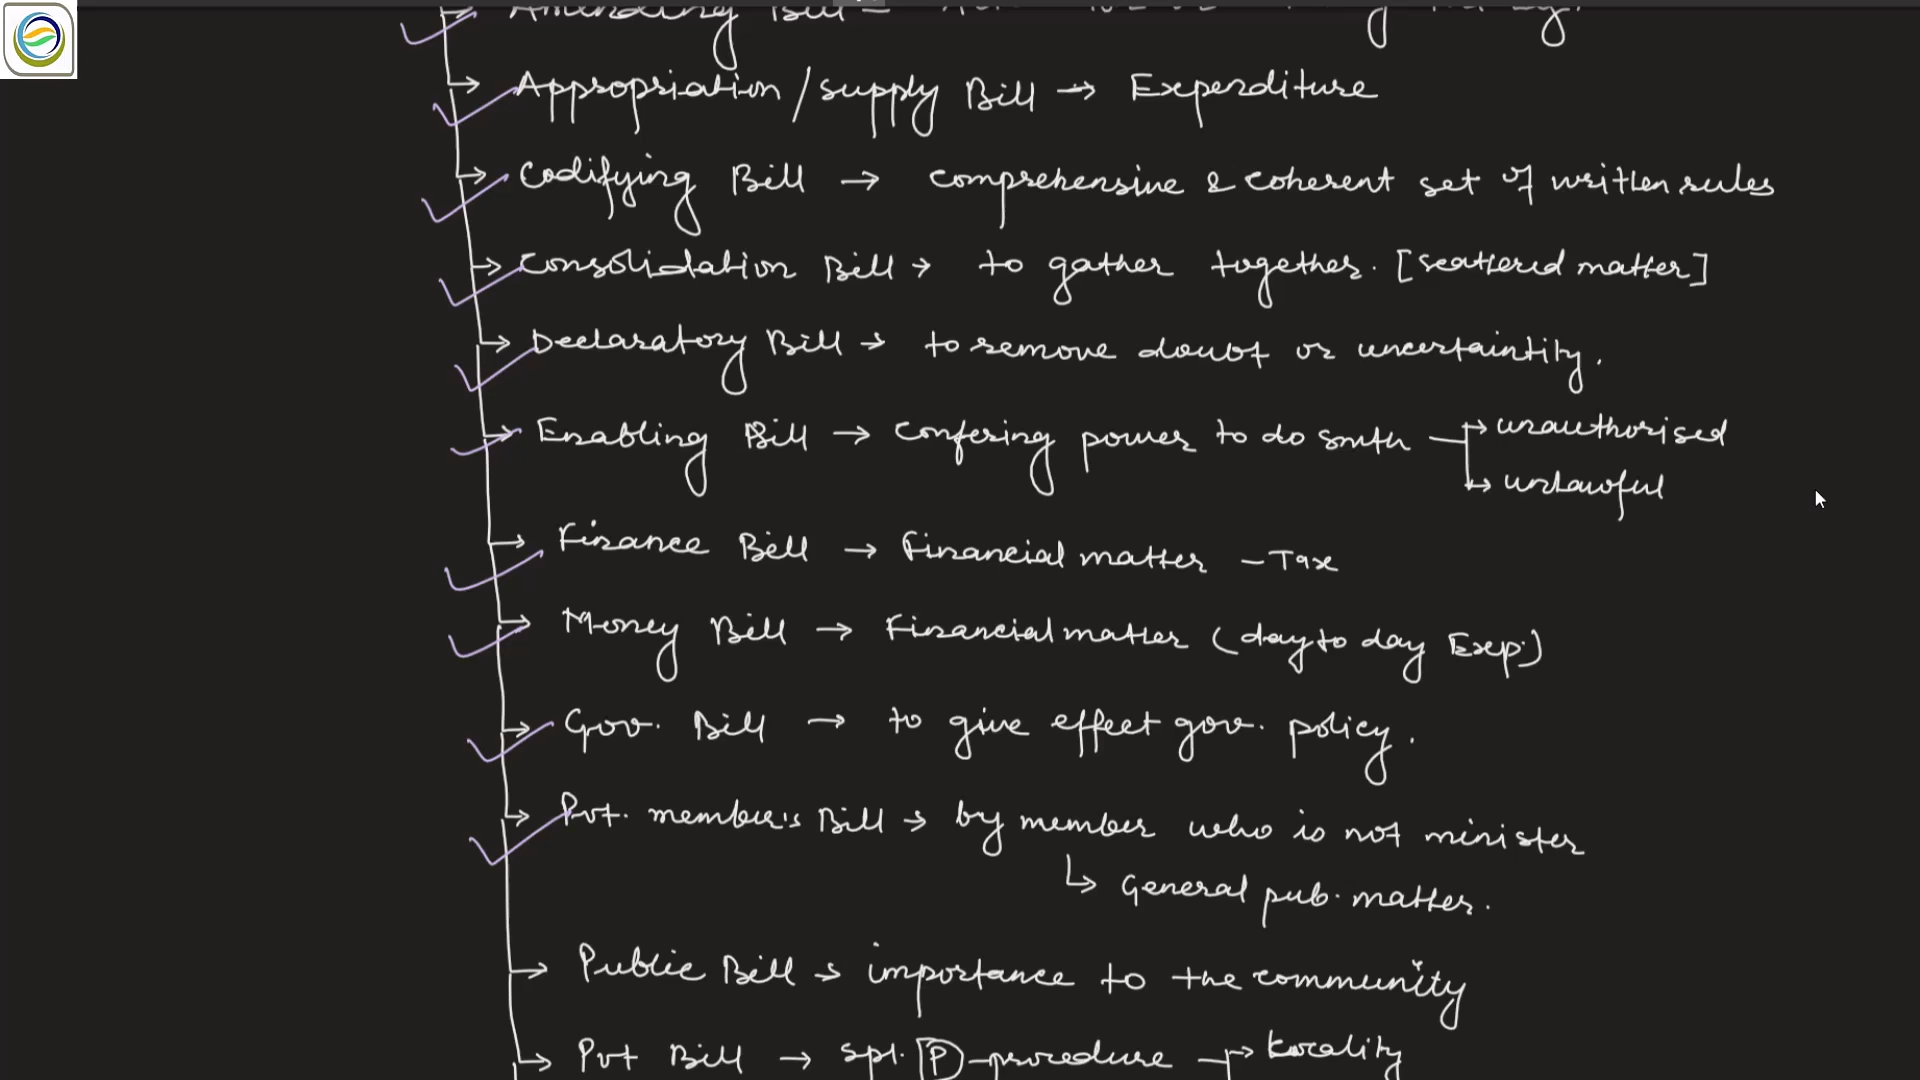 Amending Bill -
Appropriation/supply Bill → Expenditure
Codifying Bill → comprehensive & coherent set of written rules
Consolidation Bill → to gather together. [scattered matter]
Declaratory Bill → to remove doubt or uncertaintity.
Enabling Bill → Confering power to do smth → unauthorised
→ unlawful
Finance Bill → Financial matter - Tax
Money Bill → Financial matter (day to day Exp.)
Gov. Bill → to give effect gov. policy.
Pvt. member's Bill → by member who is not minister
↳ General pub. matter.
Public Bill → importance to the community
Pvt Bill → spl. [P]-procedure → Locality